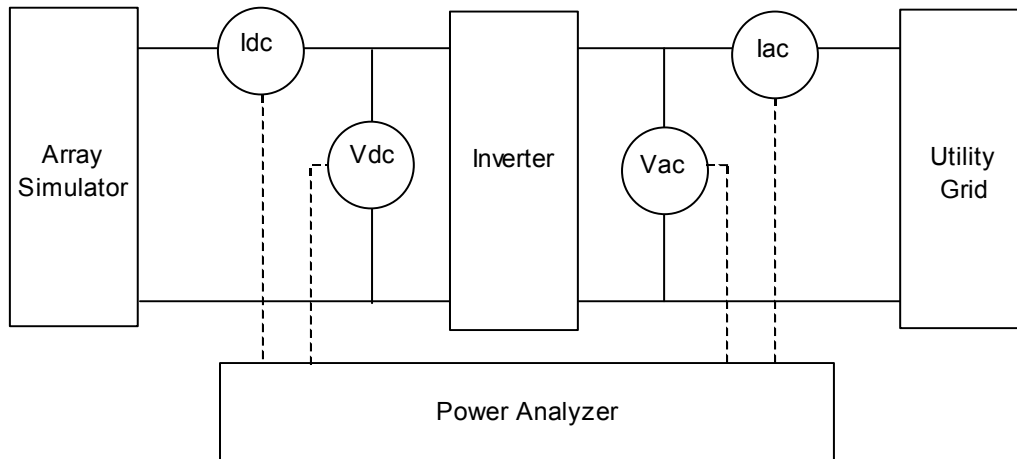 Idc
Iac
Array
Simulator
Vdc
Inverter
Vac
Utility
Grid
Power Analyzer